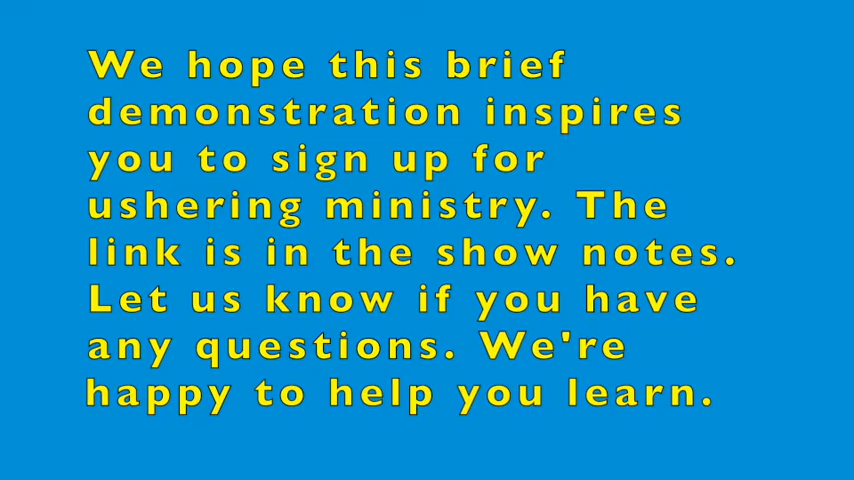 We hope this brief
demonstration inspires
you to sign up for
ushering ministry. The
link is in the show notes.
Let us know if you have
any questions. We're
happy to help you learn.